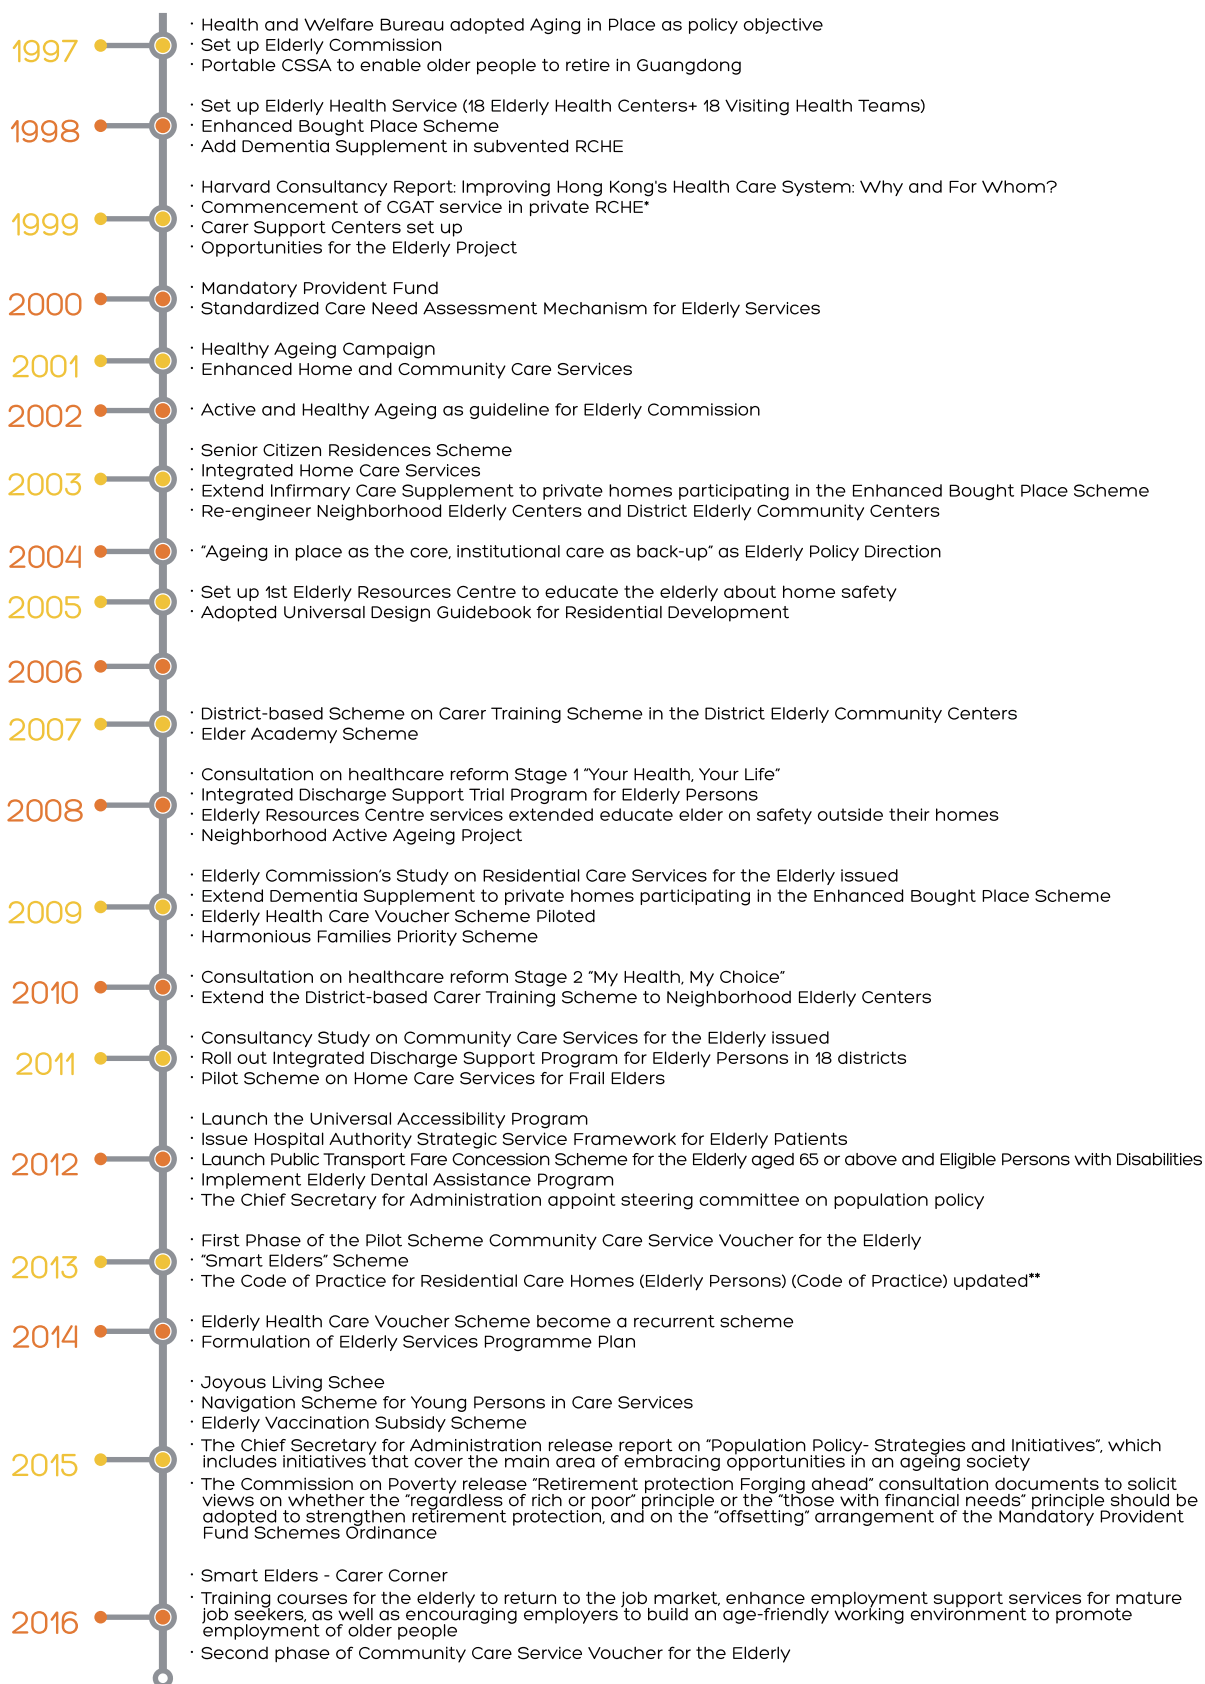 1997
· Health and Welfare Bureau adopted Aging in Place as policy objective
· Set up Elderly Commission
· Portable CSSA to enable older people to retire in Guangdong
1998
· Set up Elderly Health Service (18 Elderly Health Centers+ 18 Visiting Health Teams)
· Enhanced Bought Place Scheme
· Add Dementia Supplement in subvented RCHE
1999
· Harvard Consultancy Report: Improving Hong Kong's Health Care System: Why and For Whom?
· Commencement of CGAT service in private RCHE*
· Carer Support Centers set up
· Opportunities for the Elderly Project
2000
· Mandatory Provident Fund
· Standardized Care Need Assessment Mechanism for Elderly Services
2001
· Healthy Ageing Campaign
· Enhanced Home and Community Care Services
2002
· Active and Healthy Ageing as guideline for Elderly Commission
2003
· Senior Citizen Residences Scheme
· Integrated Home Care Services
· Extend Infirmary Care Supplement to private homes participating in the Enhanced Bought Place Scheme
· Re-engineer Neighborhood Elderly Centers and District Elderly Community Centers
2004
· "Ageing in place as the core, institutional care as back-up" as Elderly Policy Direction
2005
· Set up 1st Elderly Resources Centre to educate the elderly about home safety
· Adopted Universal Design Guidebook for Residential Development
2006
2007
· District-based Scheme on Carer Training Scheme in the District Elderly Community Centers
· Elder Academy Scheme
2008
· Consultation on healthcare reform Stage 1 "Your Health, Your Life"
· Integrated Discharge Support Trial Program for Elderly Persons
· Elderly Resources Centre services extended educate elder on safety outside their homes
· Neighborhood Active Ageing Project
2009
· Elderly Commission's Study on Residential Care Services for the Elderly issued
· Extend Dementia Supplement to private homes participating in the Enhanced Bought Place Scheme
· Elderly Health Care Voucher Scheme Piloted
· Harmonious Families Priority Scheme
2010
· Consultation on healthcare reform Stage 2 "My Health, My Choice"
· Extend the District-based Carer Training Scheme to Neighborhood Elderly Centers
2011
· Consultancy Study on Community Care Services for the Elderly issued
· Roll out Integrated Discharge Support Program for Elderly Persons in 18 districts
· Pilot Scheme on Home Care Services for Frail Elders
2012
· Launch the Universal Accessibility Program
· Issue Hospital Authority Strategic Service Framework for Elderly Patients
· Launch Public Transport Fare Concession Scheme for the Elderly aged 65 or above and Eligible Persons with Disabilities
· Implement Elderly Dental Assistance Program
· The Chief Secretary for Administration appoint steering committee on population policy
2013
· First Phase of the Pilot Scheme Community Care Service Voucher for the Elderly
· "Smart Elders" Scheme
· The Code of Practice for Residential Care Homes (Elderly Persons) (Code of Practice) updated**
2014
· Elderly Health Care Voucher Scheme become a recurrent scheme
· Formulation of Elderly Services Programme Plan
2015
· Joyous Living Schee
· Navigation Scheme for Young Persons in Care Services
· Elderly Vaccination Subsidy Scheme
· The Chief Secretary for Administration release report on "Population Policy- Strategies and Initiatives", which
includes initiatives that cover the main area of embracing opportunities in an ageing society
· The Commission on Poverty release "Retirement protection Forging ahead" consultation documents to solicit
views on whether the "regardless of rich or poor" principle or the "those with financial needs" principle should be
adopted to strengthen retirement protection, and on the "offsetting" arrangement of the Mandatory Provident
Fund Schemes Ordinance
2016
· Smart Elders - Carer Corner
· Training courses for the elderly to return to the job market, enhance employment support services for mature
job seekers, as well as encouraging employers to build an age-friendly working environment to promote
employment of older people
· Second phase of Community Care Service Voucher for the Elderly